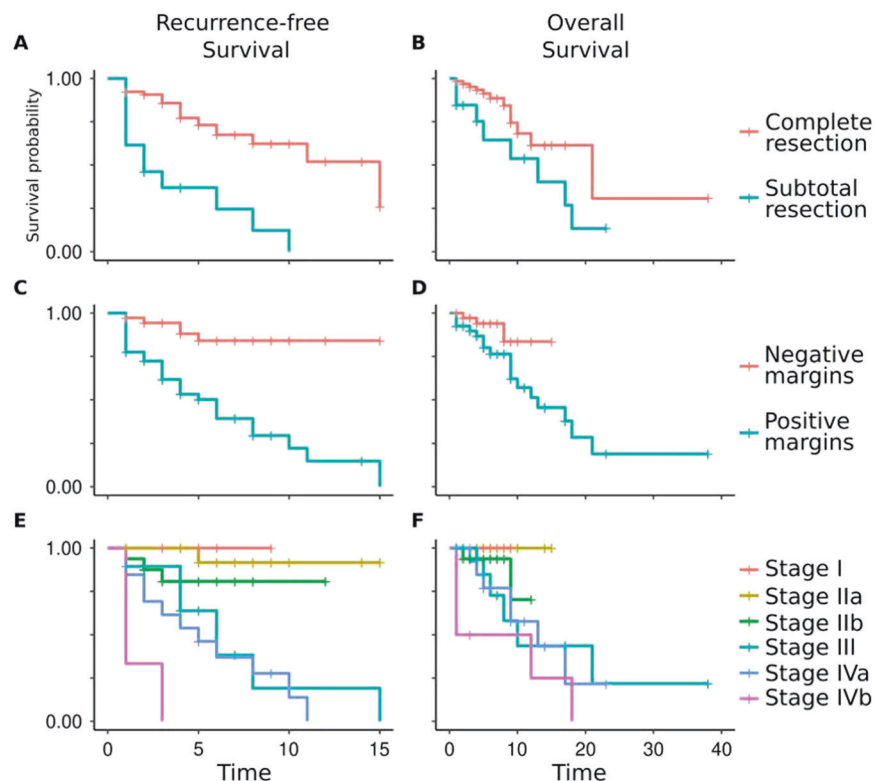 Recurrence-free
Survival
Overall
Survival
A
B
Survival probability
1.00
0.00
Complete
resection
Subtotal
resection
C
D
1.00
0.00
Negative
margins
Positive
margins
E
F
1.00
0.00
Stage I
Stage IIa
Stage IIb
Stage III
Stage IVa
Stage IVb
0 5 10 15
0 10 20 30 40
Time
Time